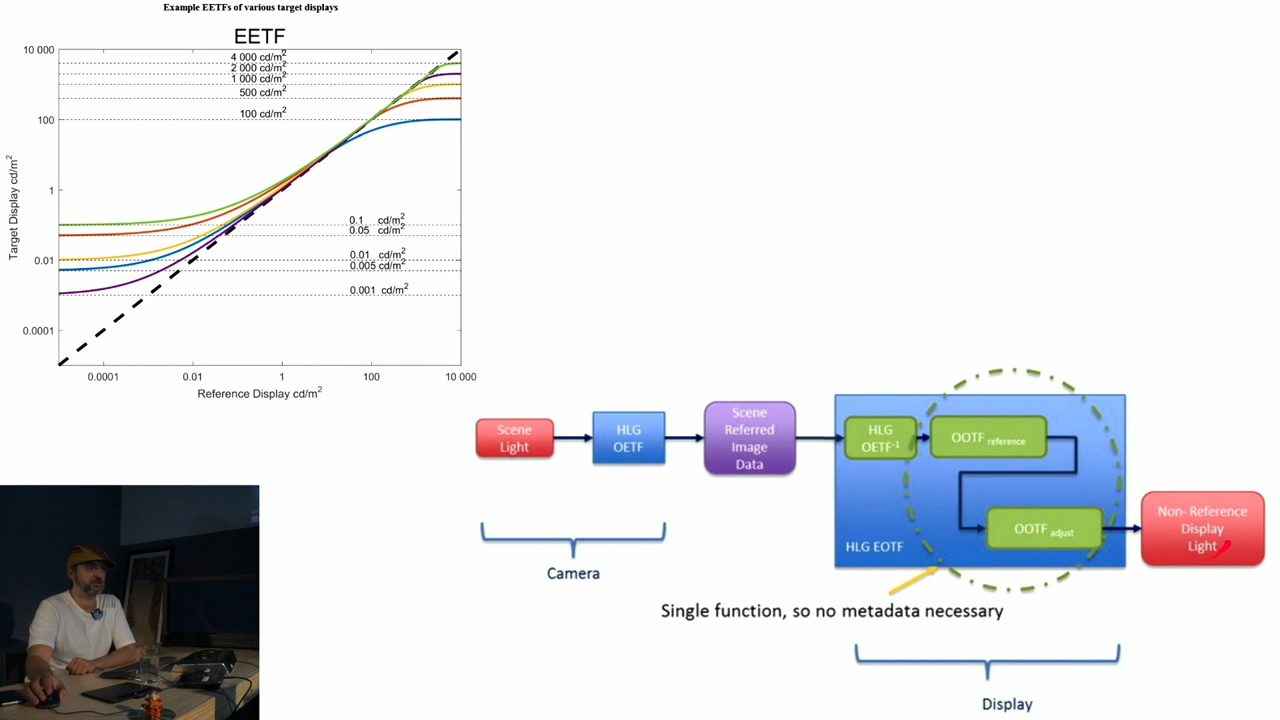 Example EETFs of various target displays
EETF
10 000
100
1
0.01
0.0001
Target Display cd/m²
4 000 cd/m²
2 000 cd/m²
1 000 cd/m²
500 cd/m²
100 cd/m²
0.1 cd/m²
0.05 cd/m²
0.01 cd/m²
0.005 cd/m²
0.001 cd/m²
0.0001
0.01
1
100
10 000
Reference Display cd/m²
Scene
Light
HLG
OETF
Scene
Referred
Image
Data
HLG
OETF⁻¹
OOTF reference
OOTF adjust
HLG EOTF
Non-Reference
Display
Light
Camera
Single function, so no metadata necessary
Display